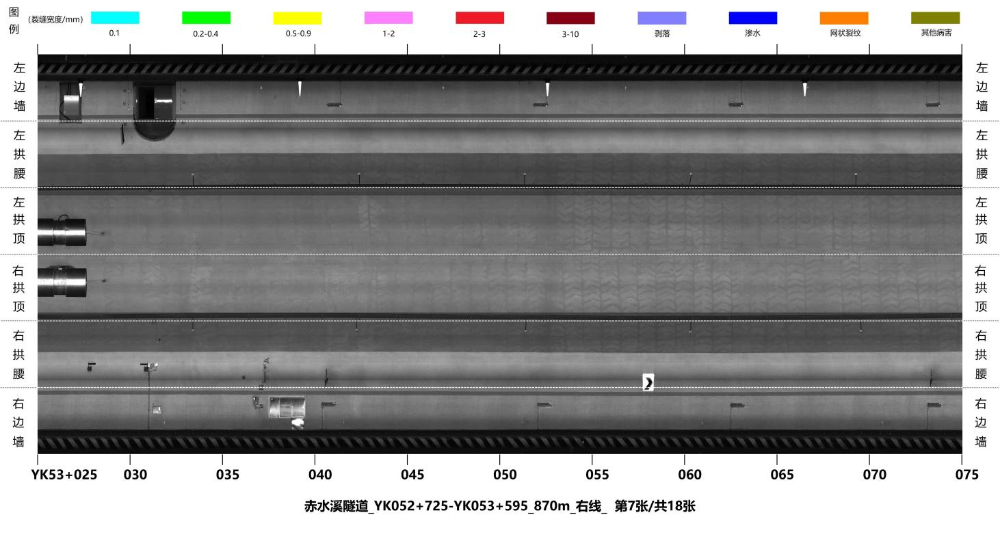 图例
(裂缝宽度/mm)
0.1
0.2-0.4
0.5-0.9
1-2
2-3
3-10
剥落
渗水
网状裂纹
其他病害
左边墙
左边墙
左拱腰
左拱腰
左拱顶
左拱顶
右拱顶
右拱顶
右拱腰
右拱腰
右边墙
右边墙
YK53+025
030
035
040
045
050
055
060
065
070
075
赤水溪隧道_YK052+725-YK053+595_870m_右线_ 第7张/共18张